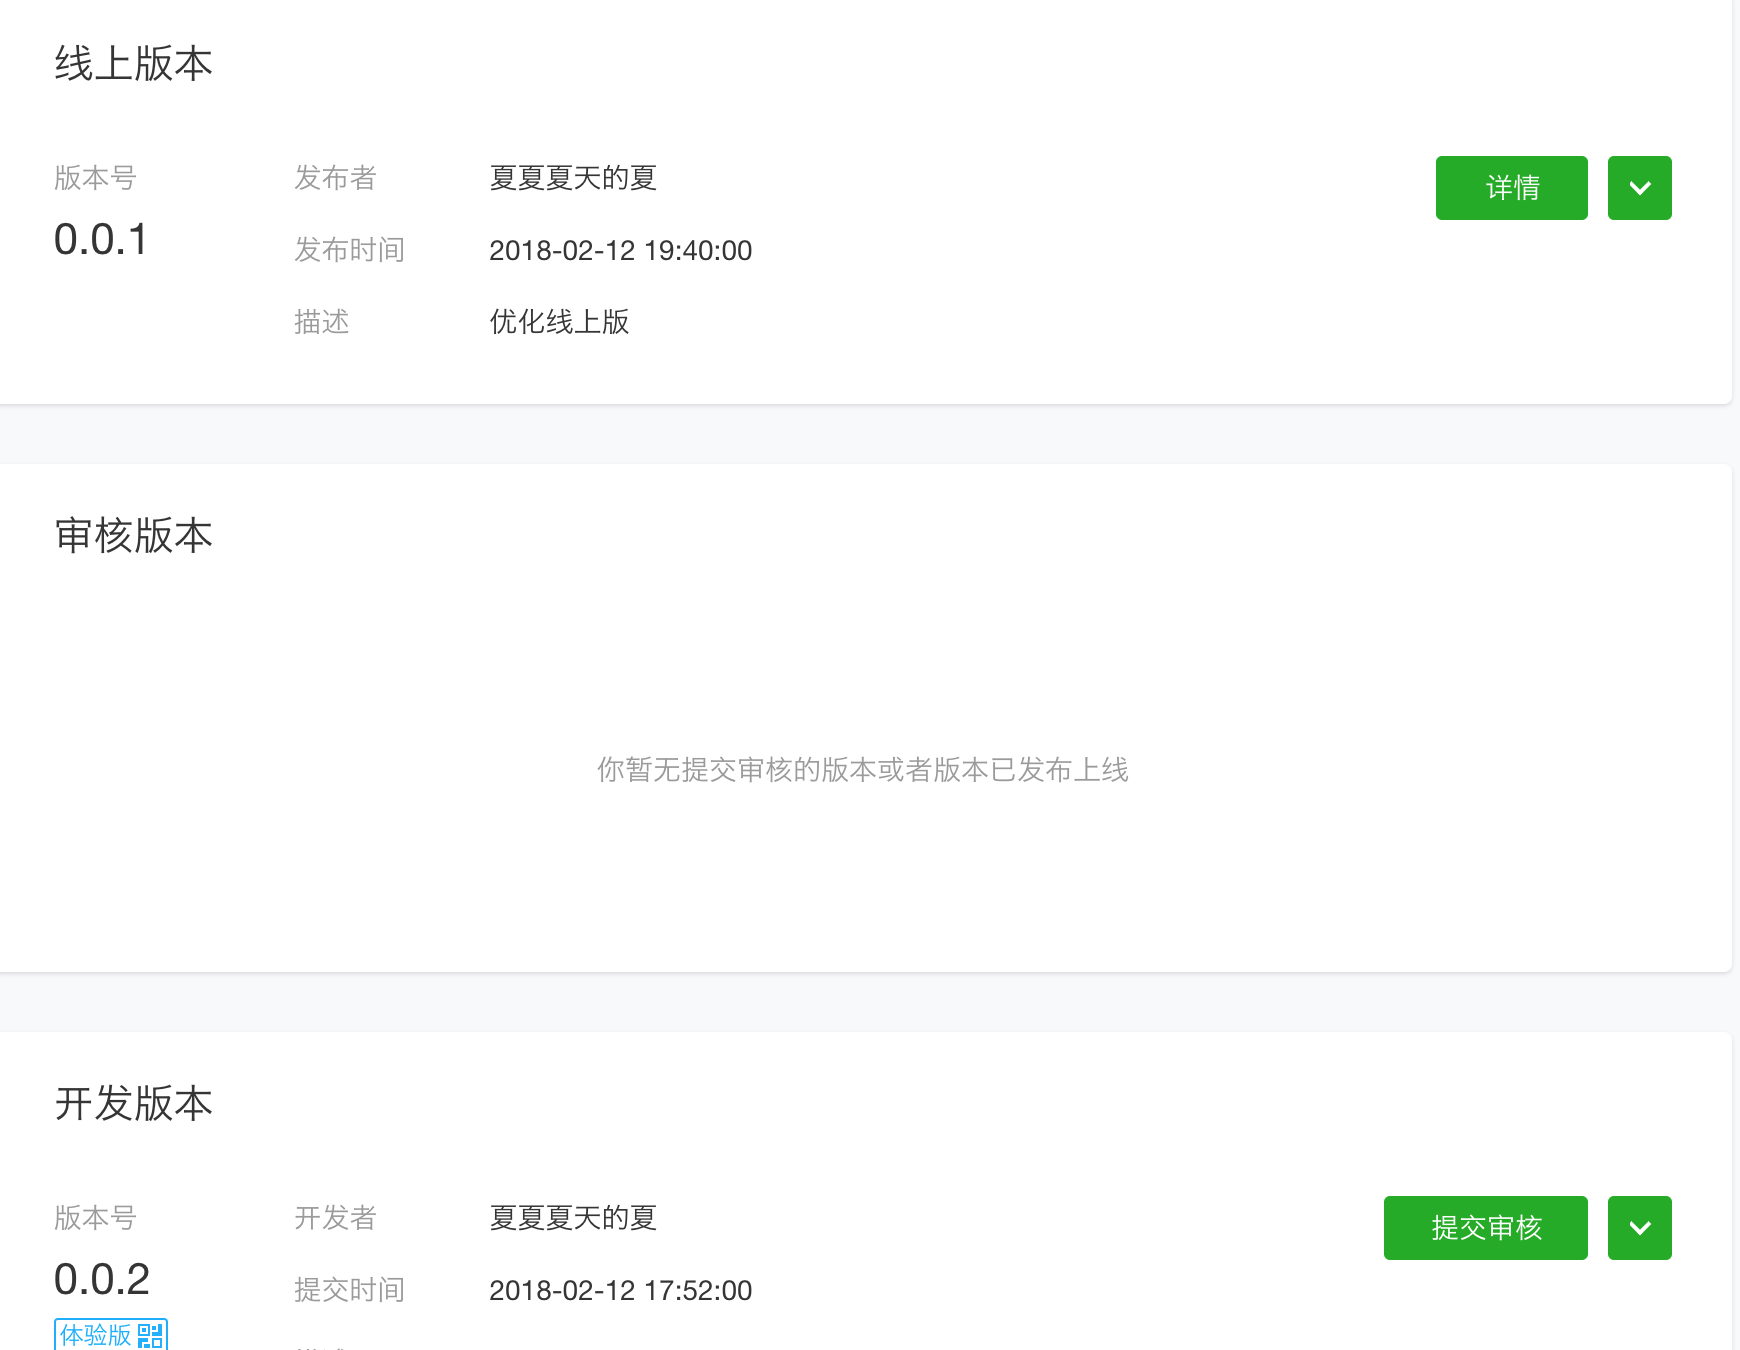 线上版本
版本号 发布者 夏夏夏天的夏 详情
0.0.1 发布时间 2018-02-12 19:40:00
描述 优化线上版
审核版本
你暂无提交审核的版本或者版本已发布上线
开发版本
版本号 开发者 夏夏夏天的夏 提交审核
0.0.2 提交时间 2018-02-12 17:52:00
体验版